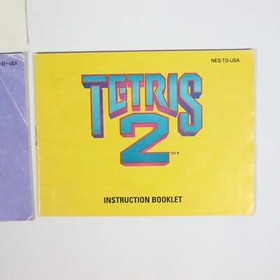 NES-TS-USA
TETRIS
2
INSTRUCTION BOOKLET